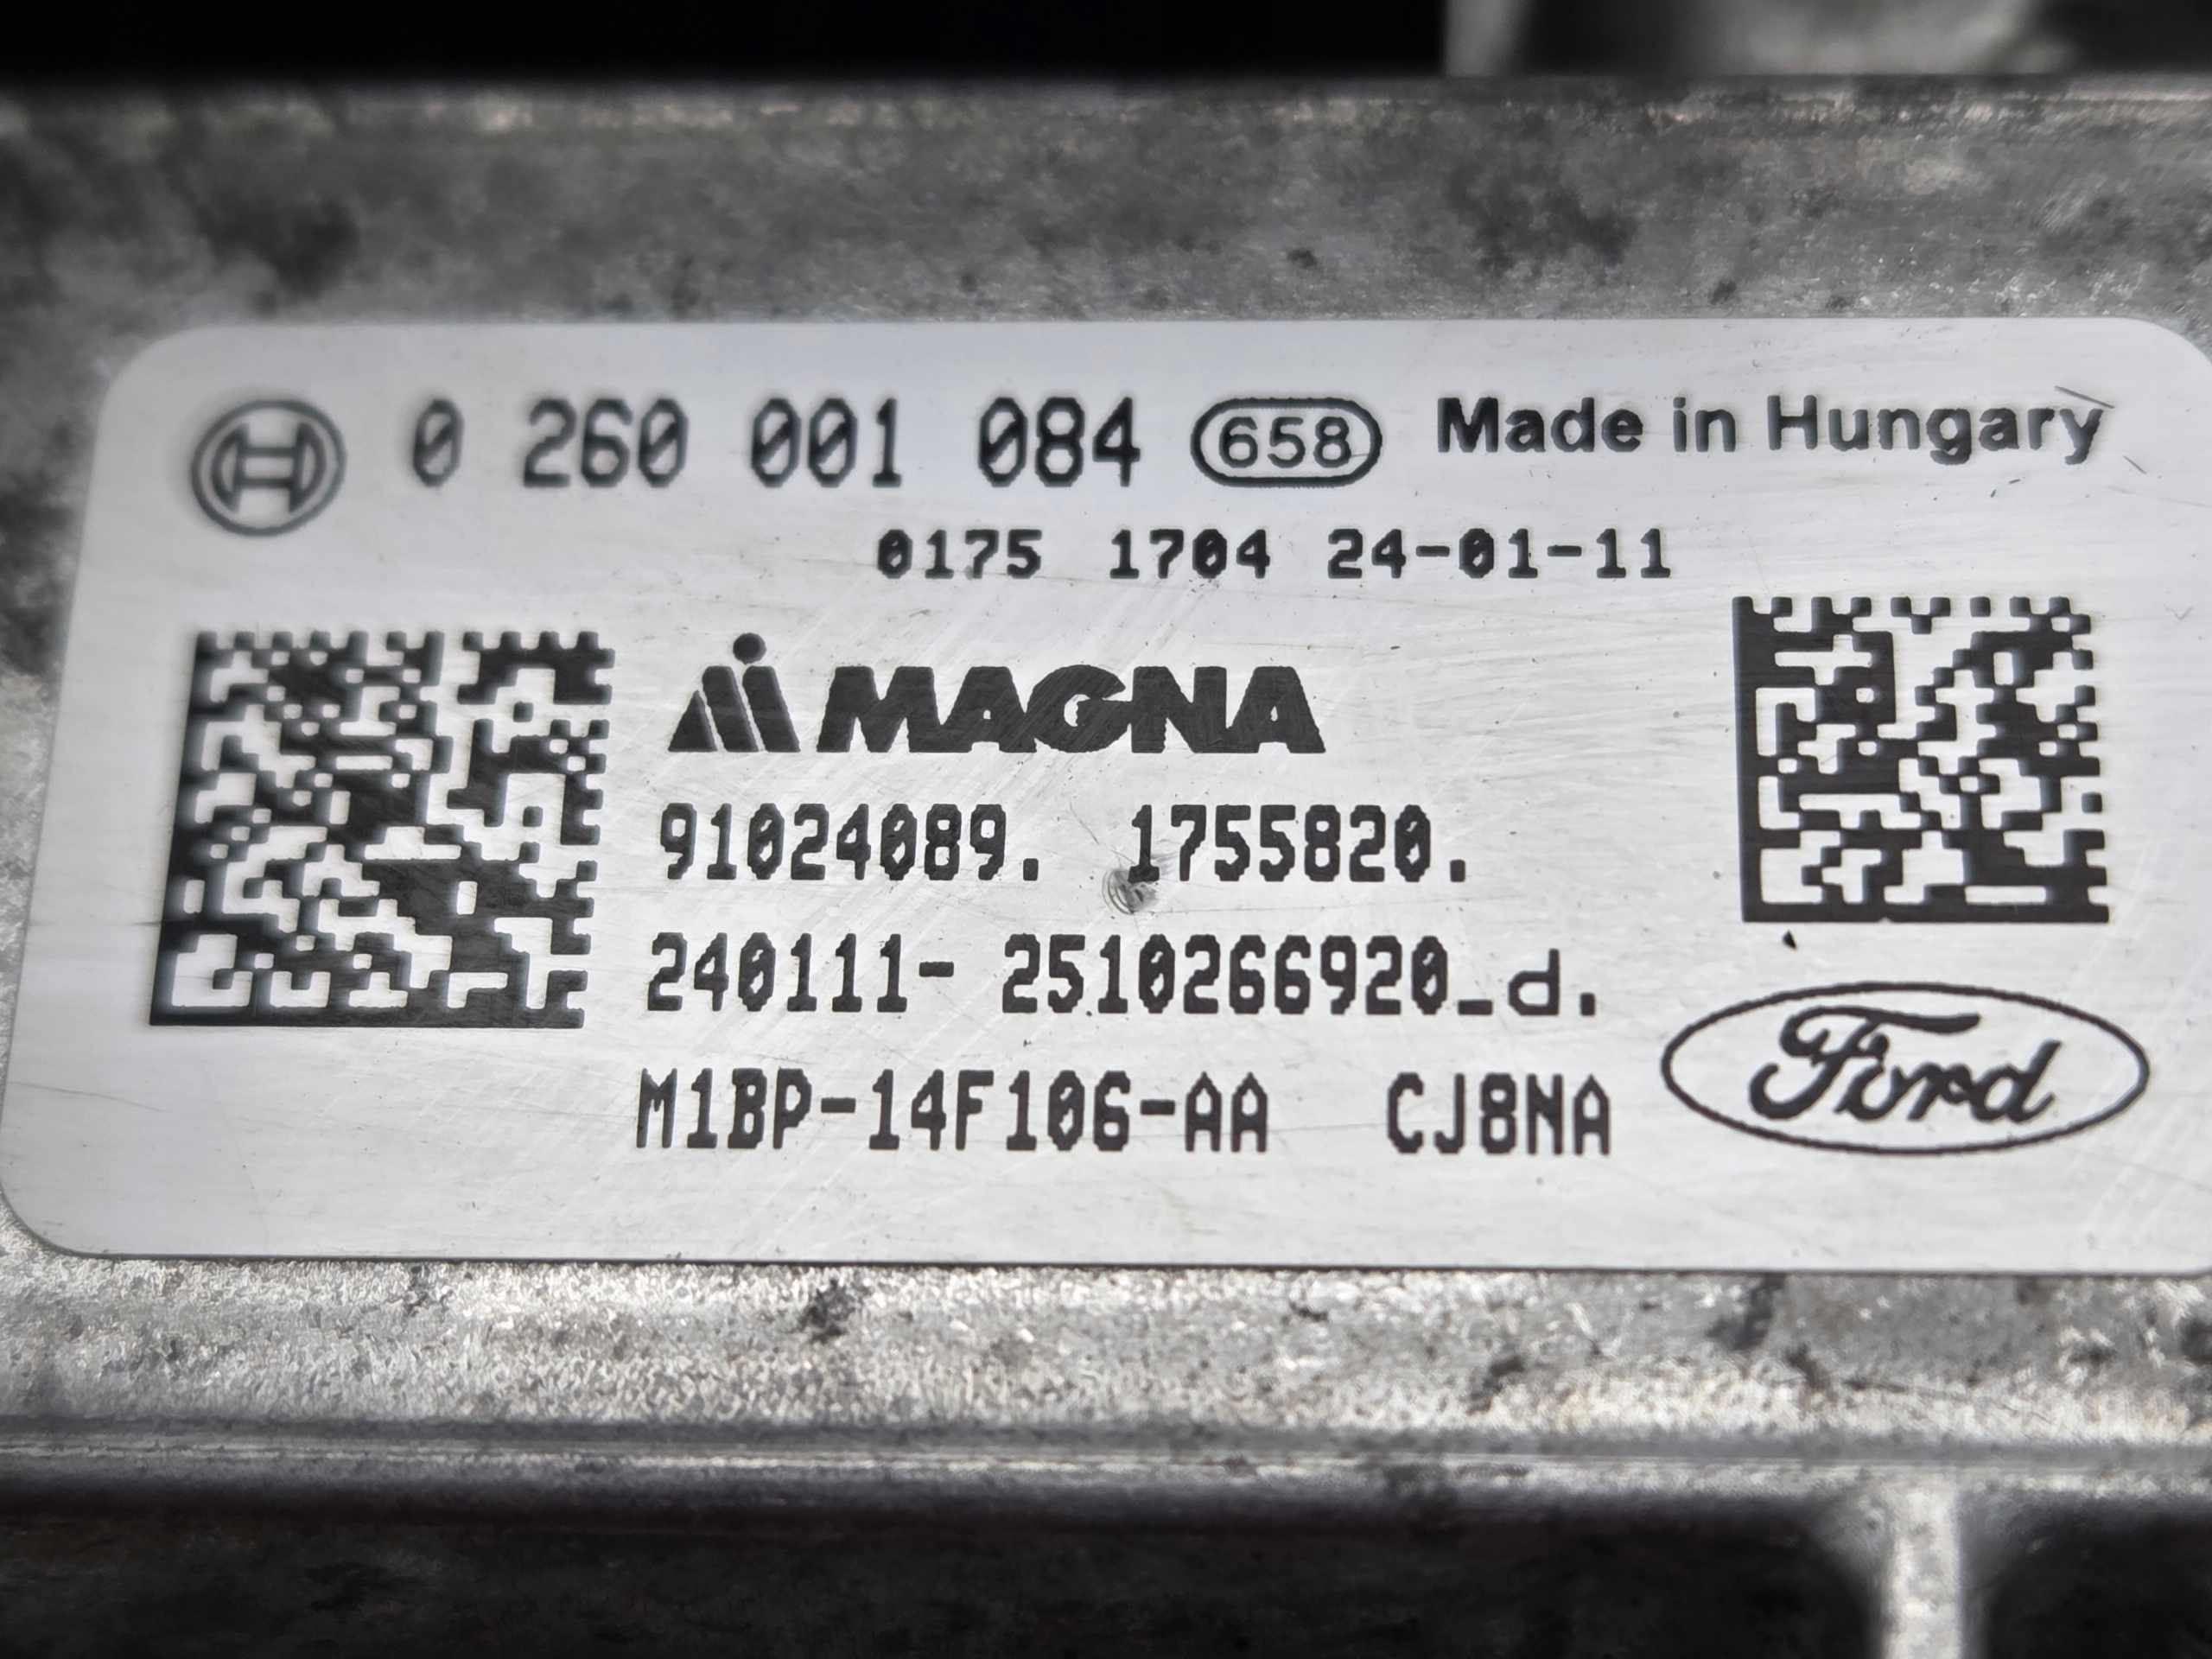 0 260 001 084 658 Made in Hungary
0175 1704 24-01-11
MAGNA
91024089. 1755820.
240111- 2510266920_d.
M1BP-14F106-AA CJ8NA
Ford